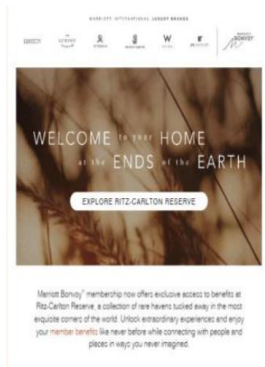 MARRIOTT INTERNATIONAL LUXURY BRANDS
EDITION
W
MARRIOTT
BONVOY
WELCOME to your HOME
at the ENDS of the EARTH
EXPLORE RITZ-CARLTON RESERVE
Marriott Bonvoy® membership now offers exclusive access to benefits at
Ritz-Carlton Reserve, a collection of rare havens tucked away in the most
exquisite corners of the world. Unlock extraordinary experiences and enjoy
your member benefits like never before while connecting with people and
places in ways you never imagined.